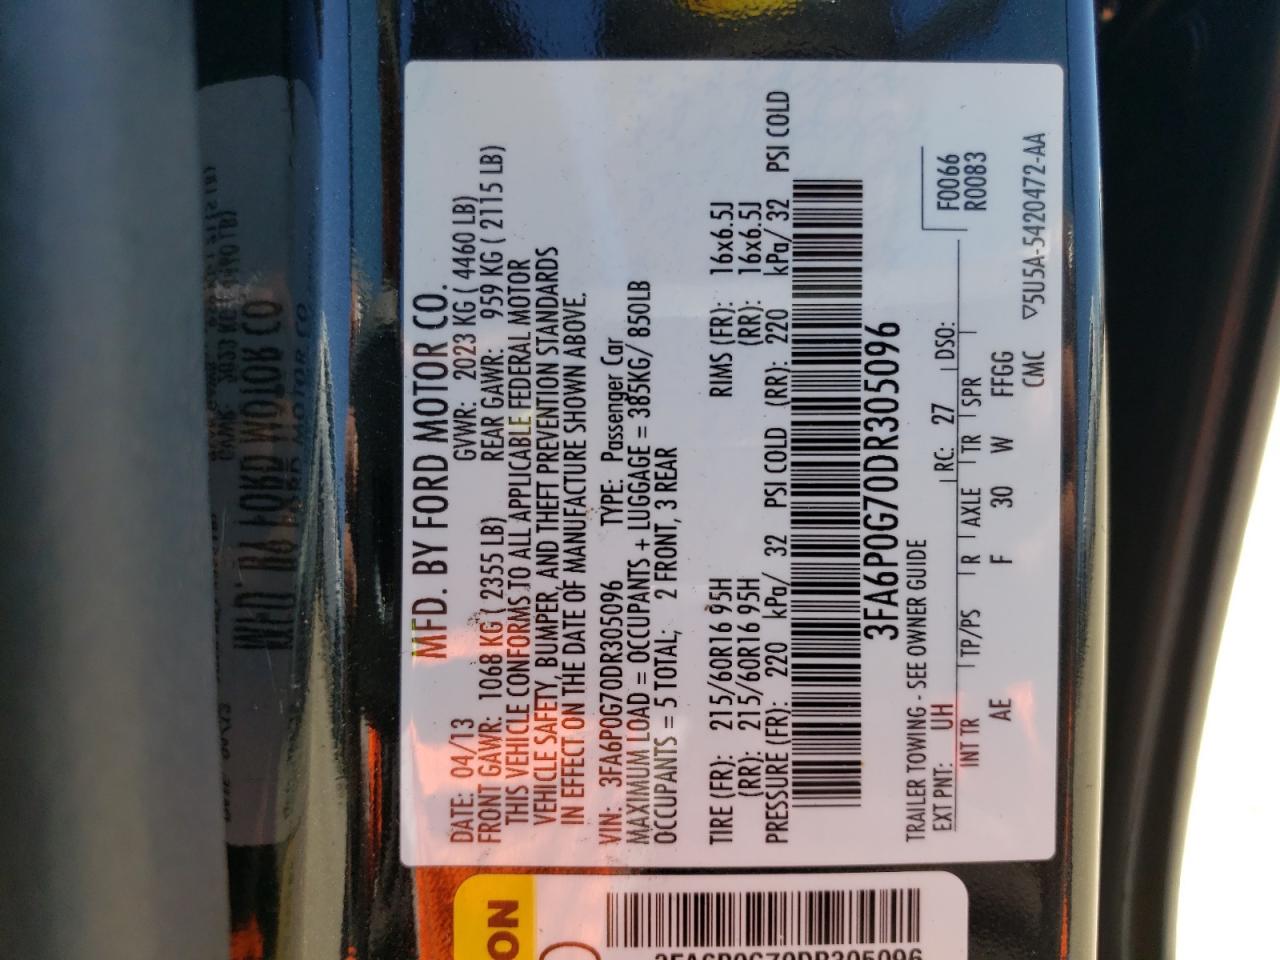 MFD. BY FORD MOTOR CO.
DATE: 04/13 GVWR: 2023 KG ( 4460 LB)
FRONT GAWR: 1068 KG ( 2355 LB) REAR GAWR: 959 KG ( 2115 LB)
THIS VEHICLE CONFORMS TO ALL APPLICABLE FEDERAL MOTOR
VEHICLE SAFETY, BUMPER, AND THEFT PREVENTION STANDARDS
IN EFFECT ON THE DATE OF MANUFACTURE SHOWN ABOVE.
VIN: 3FA6P0G70DR305096 TYPE: Passenger Car
MAXIMUM LOAD = OCCUPANTS + LUGGAGE = 385KG/ 850LB
OCCUPANTS = 5 TOTAL; 2 FRONT, 3 REAR
TIRE (FR): 215/60R16 95H RIMS (FR): 16x6.5J
(RR): 215/60R16 95H (RR): 16x6.5J
PRESSURE (FR): 220 kPa/ 32 PSI COLD (RR): 220 kPa/ 32 PSI COLD
3FA6P0G70DR305096
TRAILER TOWING - SEE OWNER GUIDE
EXT PNT: UH RC: 27 DSO: F0066
R0083
INT TR TP/PS R AXLE TR SPR
AE F 30 W FFGG
CMC ▽5U5A-5420472-AA
ON
3FA6P0G70DR305096